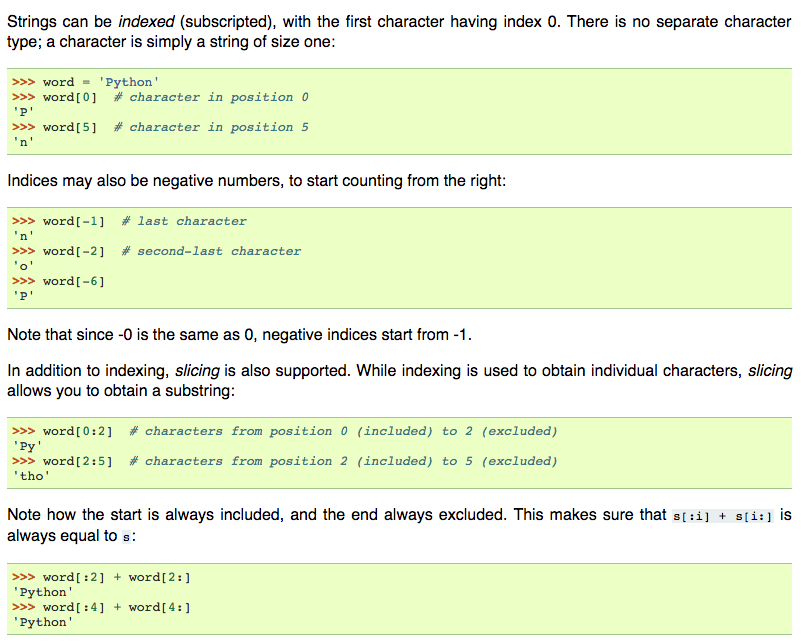 Strings can be indexed (subscripted), with the first character having index 0. There is no separate character
type; a character is simply a string of size one:
>>> word = 'Python'
>>> word[0]  # character in position 0
'P'
>>> word[5]  # character in position 5
'n'
Indices may also be negative numbers, to start counting from the right:
>>> word[-1]  # last character
'n'
>>> word[-2]  # second-last character
'o'
>>> word[-6]
'P'
Note that since -0 is the same as 0, negative indices start from -1.
In addition to indexing, slicing is also supported. While indexing is used to obtain individual characters, slicing
allows you to obtain a substring:
>>> word[0:2]  # characters from position 0 (included) to 2 (excluded)
'Py'
>>> word[2:5]  # characters from position 2 (included) to 5 (excluded)
'tho'
Note how the start is always included, and the end always excluded. This makes sure that s[:i] + s[i:] is
always equal to s:
>>> word[:2] + word[2:]
'Python'
>>> word[:4] + word[4:]
'Python'